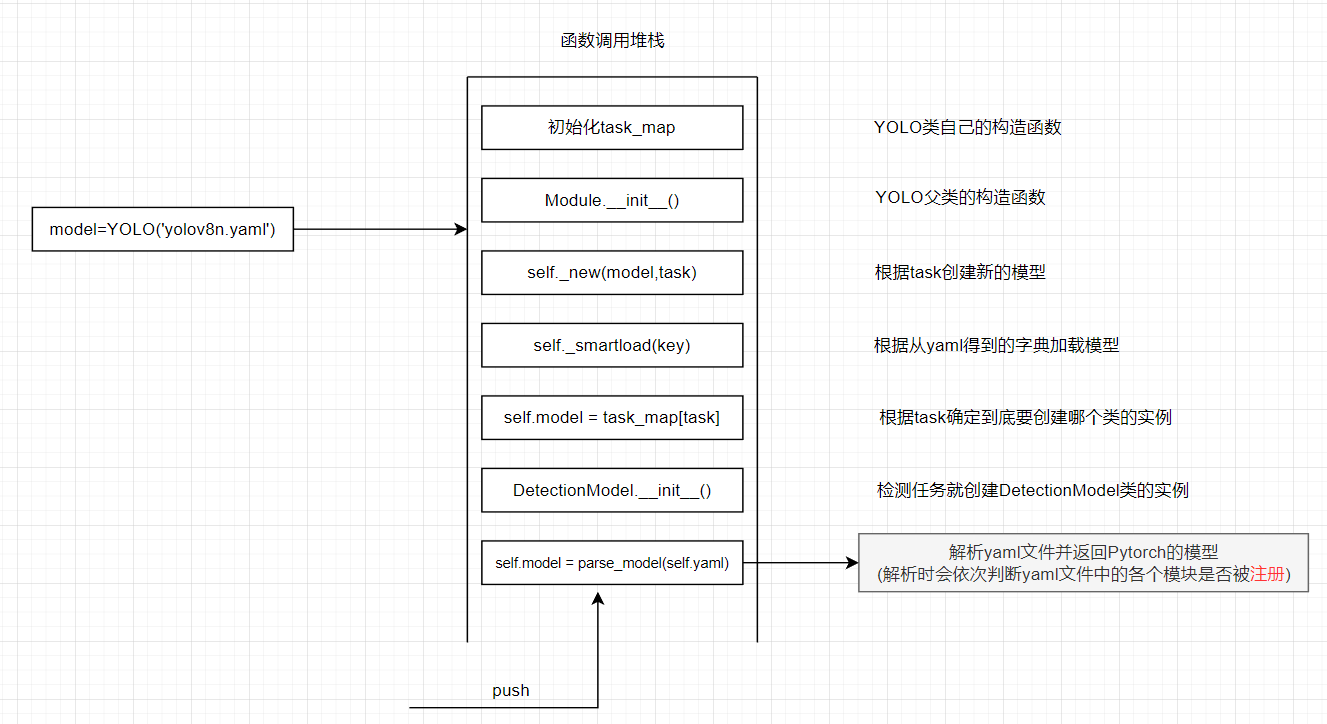 函数调用堆栈
初始化task_map
YOLO类自己的构造函数
Module.__init__()
YOLO父类的构造函数
model=YOLO('yolov8n.yaml')
self._new(model,task)
根据task创建新的模型
self._smartload(key)
根据从yaml得到的字典加载模型
self.model = task_map[task]
根据task确定到底要创建哪个类的实例
DetectionModel.__init__()
检测任务就创建DetectionModel类的实例
self.model = parse_model(self.yaml)
解析yaml文件并返回Pytorch的模型
(解析时会依次判断yaml文件中的各个模块是否被注册)
push